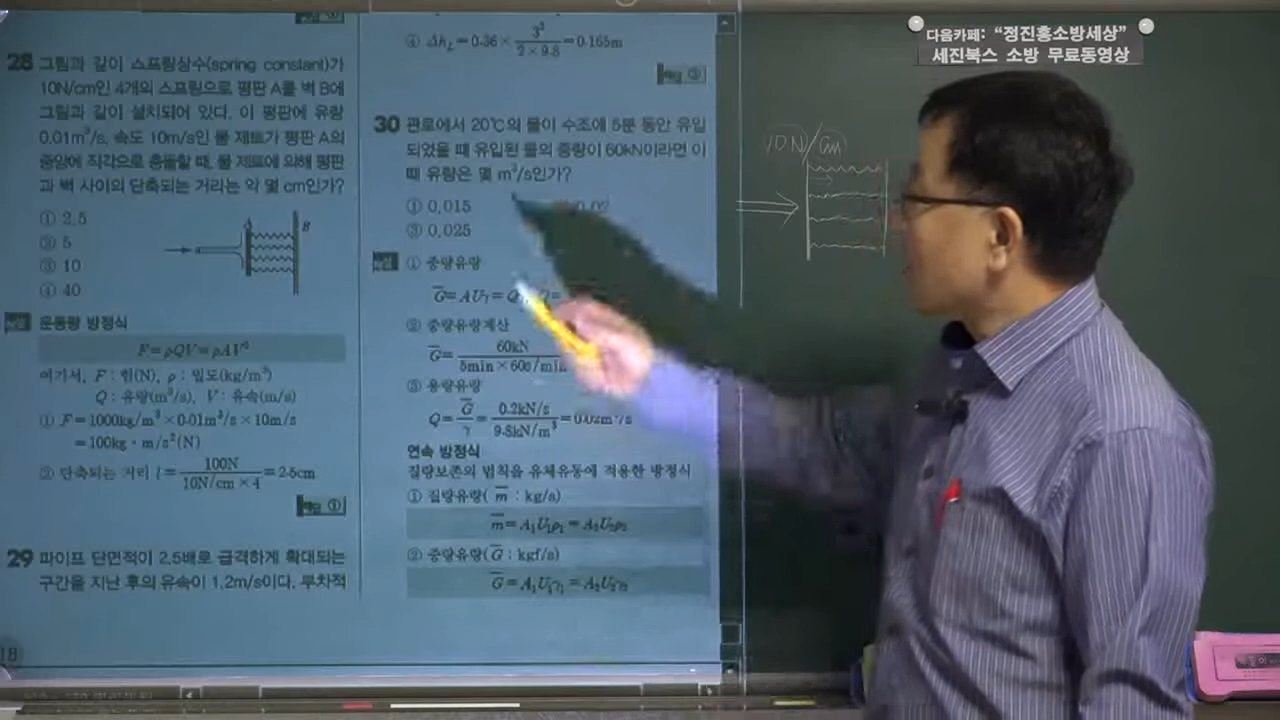 다음카페: "정진홍소방세상"
세진북스 소방 무료동영상
28 그림과 같이 스프링상수(spring constant)가
10N/cm인 4개의 스프링으로 평판 A를 벽 B에
그림과 같이 설치되어 있다. 이 평판에 유량
0.01m³/s, 속도 10m/s인 물 제트가 평판 A의
중앙에 직각으로 충돌할 때, 물 제트에 의해 평판
과 벽 사이의 단축되는 거리는 약 몇 cm인가?
① 2.5
② 5
③ 10
④ 40
A
B
해설 운동량 방정식
F=ρQV=ρAV²
여기서, F : 힘(N), ρ : 밀도(kg/m³)
Q : 유량(m³/s), V : 유속(m/s)
① F=1000kg/m³×0.01m³/s×10m/s
=100kg·m/s²(N)
② 단축되는 거리 l = 100N / 10N/cm×4 = 2.5cm
해답 ①
29 파이프 단면적이 2.5배로 급격하게 확대되는
구간을 지난 후의 유속이 1.2m/s이다. 부차적
18
④ Δh_L=0.36× 3² / 2×9.8 =0.165m
해답 ③
30 관로에서 20℃의 물이 수조에 5분 동안 유입
되었을 때 유입된 물의 중량이 60kN이라면 이
때 유량은 몇 m³/s인가?
① 0.015
0.02
③ 0.025
해설 ① 중량유량
G̅=AUγ=Q
② 중량유량계산
G̅= 60kN / 5min×60s/min
③ 용량유량
Q= G̅/γ = 0.2kN/s / 9.8kN/m³ =0.02m³/s
연속 방정식
질량보존의 법칙을 유체유동에 적용한 방정식
① 질량유량( m̅ : kg/s)
m̅=A₁U₁ρ₁=A₂U₂ρ₂
② 중량유량(G̅ : kgf/s)
G̅=A₁U₁γ₁=A₂U₂γ₂
10N/cm